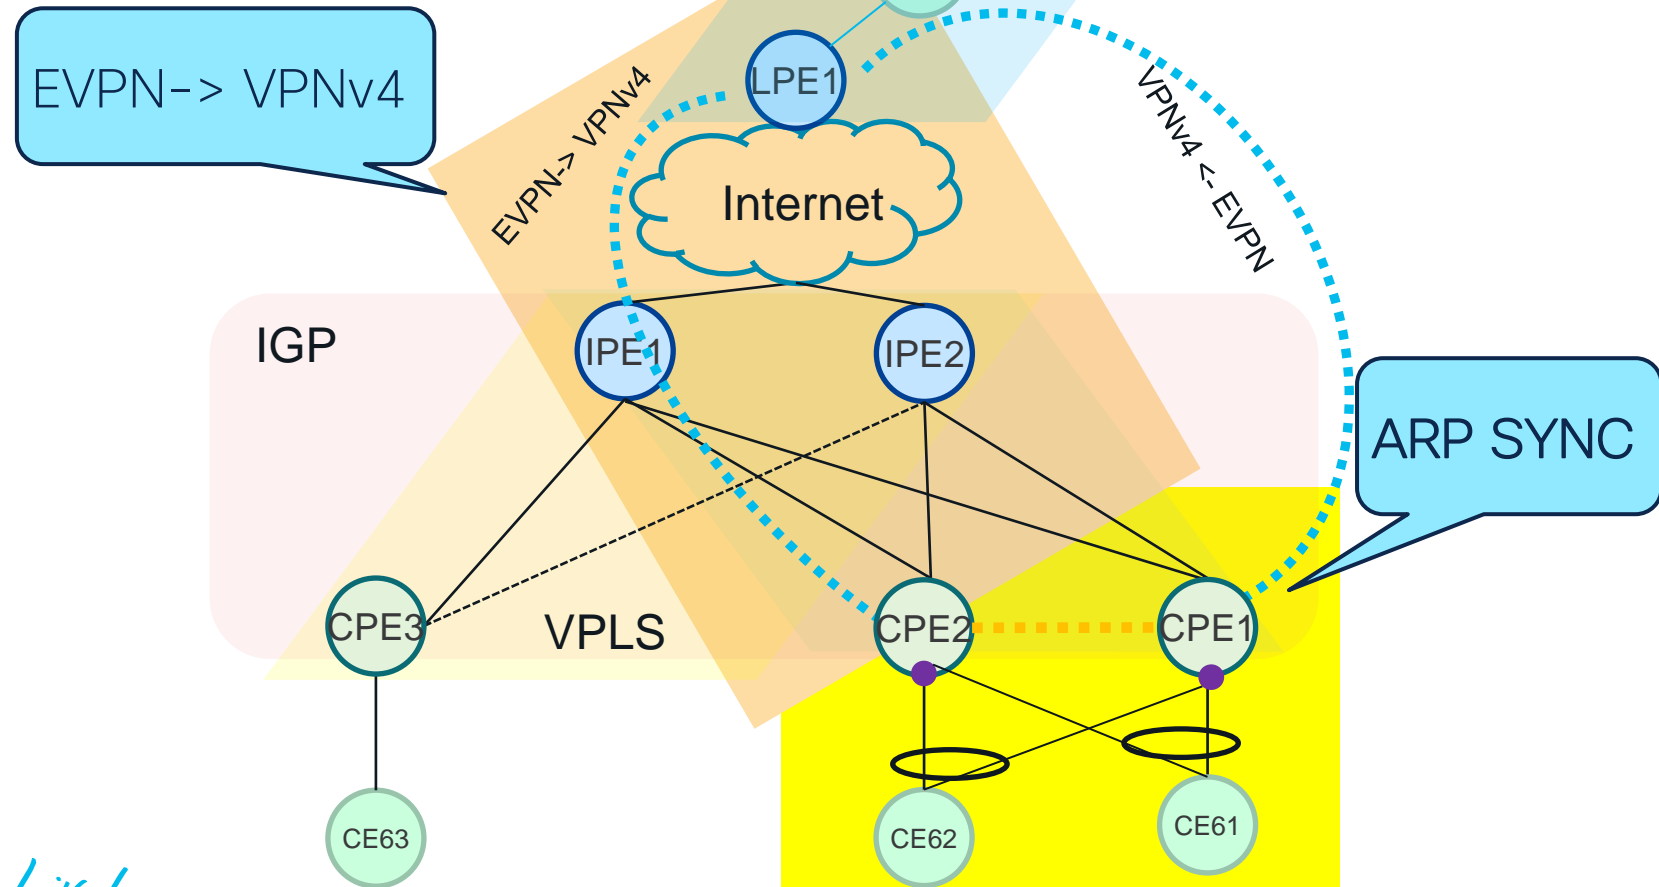 EVPN-> VPNv4
LPE1
EVPN-> VPNv4
VPNv4 <- EVPN
Internet
IGP
IPE1
IPE2
ARP SYNC
CPE3
VPLS
CPE2
CPE1
CE63
CE62
CE61